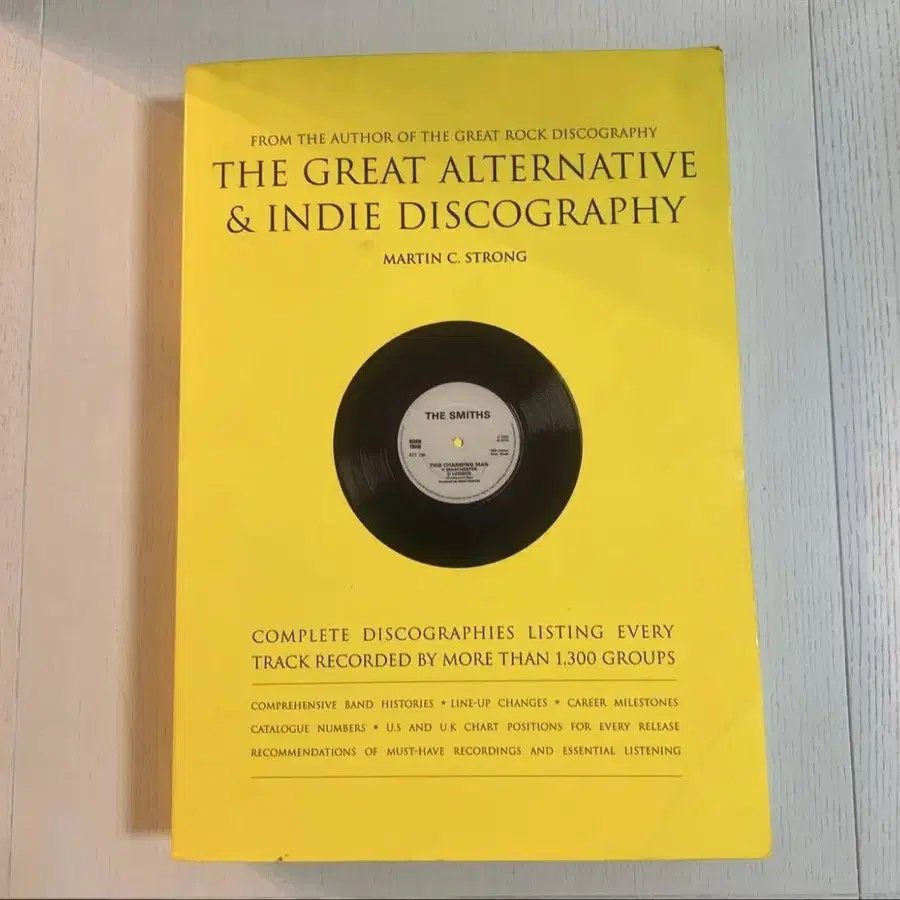 FROM THE AUTHOR OF THE GREAT ROCK DISCOGRAPHY
THE GREAT ALTERNATIVE
& INDIE DISCOGRAPHY
MARTIN C. STRONG
THE SMITHS
ROUGH
TRADE
THIS CHARMING MAN
COMPLETE DISCOGRAPHIES LISTING EVERY
TRACK RECORDED BY MORE THAN 1,300 GROUPS
COMPREHENSIVE BAND HISTORIES * LINE-UP CHANGES * CAREER MILESTONES
CATALOGUE NUMBERS * U.S AND U.K CHART POSITIONS FOR EVERY RELEASE
RECOMMENDATIONS OF MUST-HAVE RECORDINGS AND ESSENTIAL LISTENING